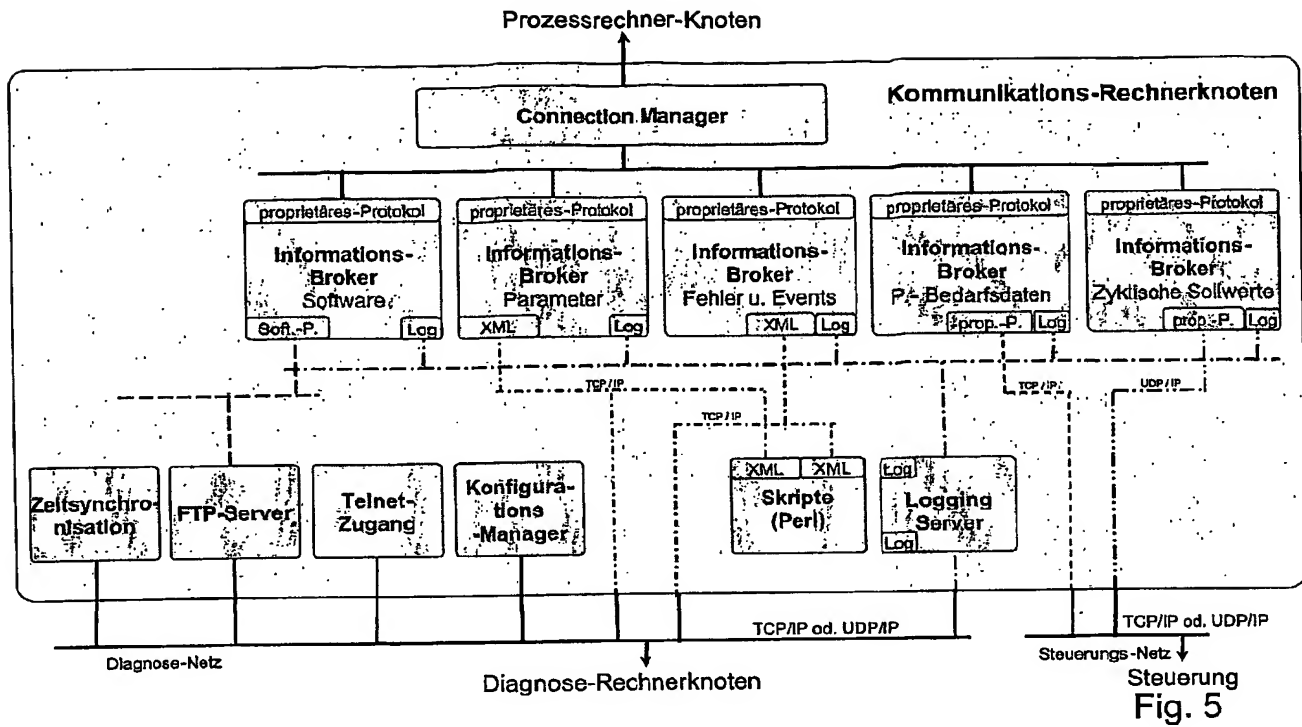 Prozessrechner-Knoten
Kommunikations-Rechnerknoten
Connection Manager
proprietäres-Protokol
Informations-
Broker
Software
Soft.-P.
Log
proprietäres-Protokol
Informations-
Broker
Parameter
XML
Log
proprietäres-Protokol
Informations-
Broker
Fehler u. Events
XML
Log
proprietäres-Protokol
Informations-
Broker
P - Bedarfsdaten
prop.-P.
Log
proprietäres-Protokol
Informations-
Broker
Zyklische Sollwerte
prop.-P.
Log
TCP/IP
TCP/IP
UDP/IP
TCP/IP
Zeitsynchro-
nisation
FTP-Server
Telnet-
Zugang
Konfigura-
tions
-Manager
XML
XML
Skripte
(Perl)
Log
Logging
Server
Log
TCP/IP od. UDP/IP
TCP/IP od. UDP/IP
Diagnose-Netz
Steuerungs-Netz
Diagnose-Rechnerknoten
Steuerung
Fig. 5